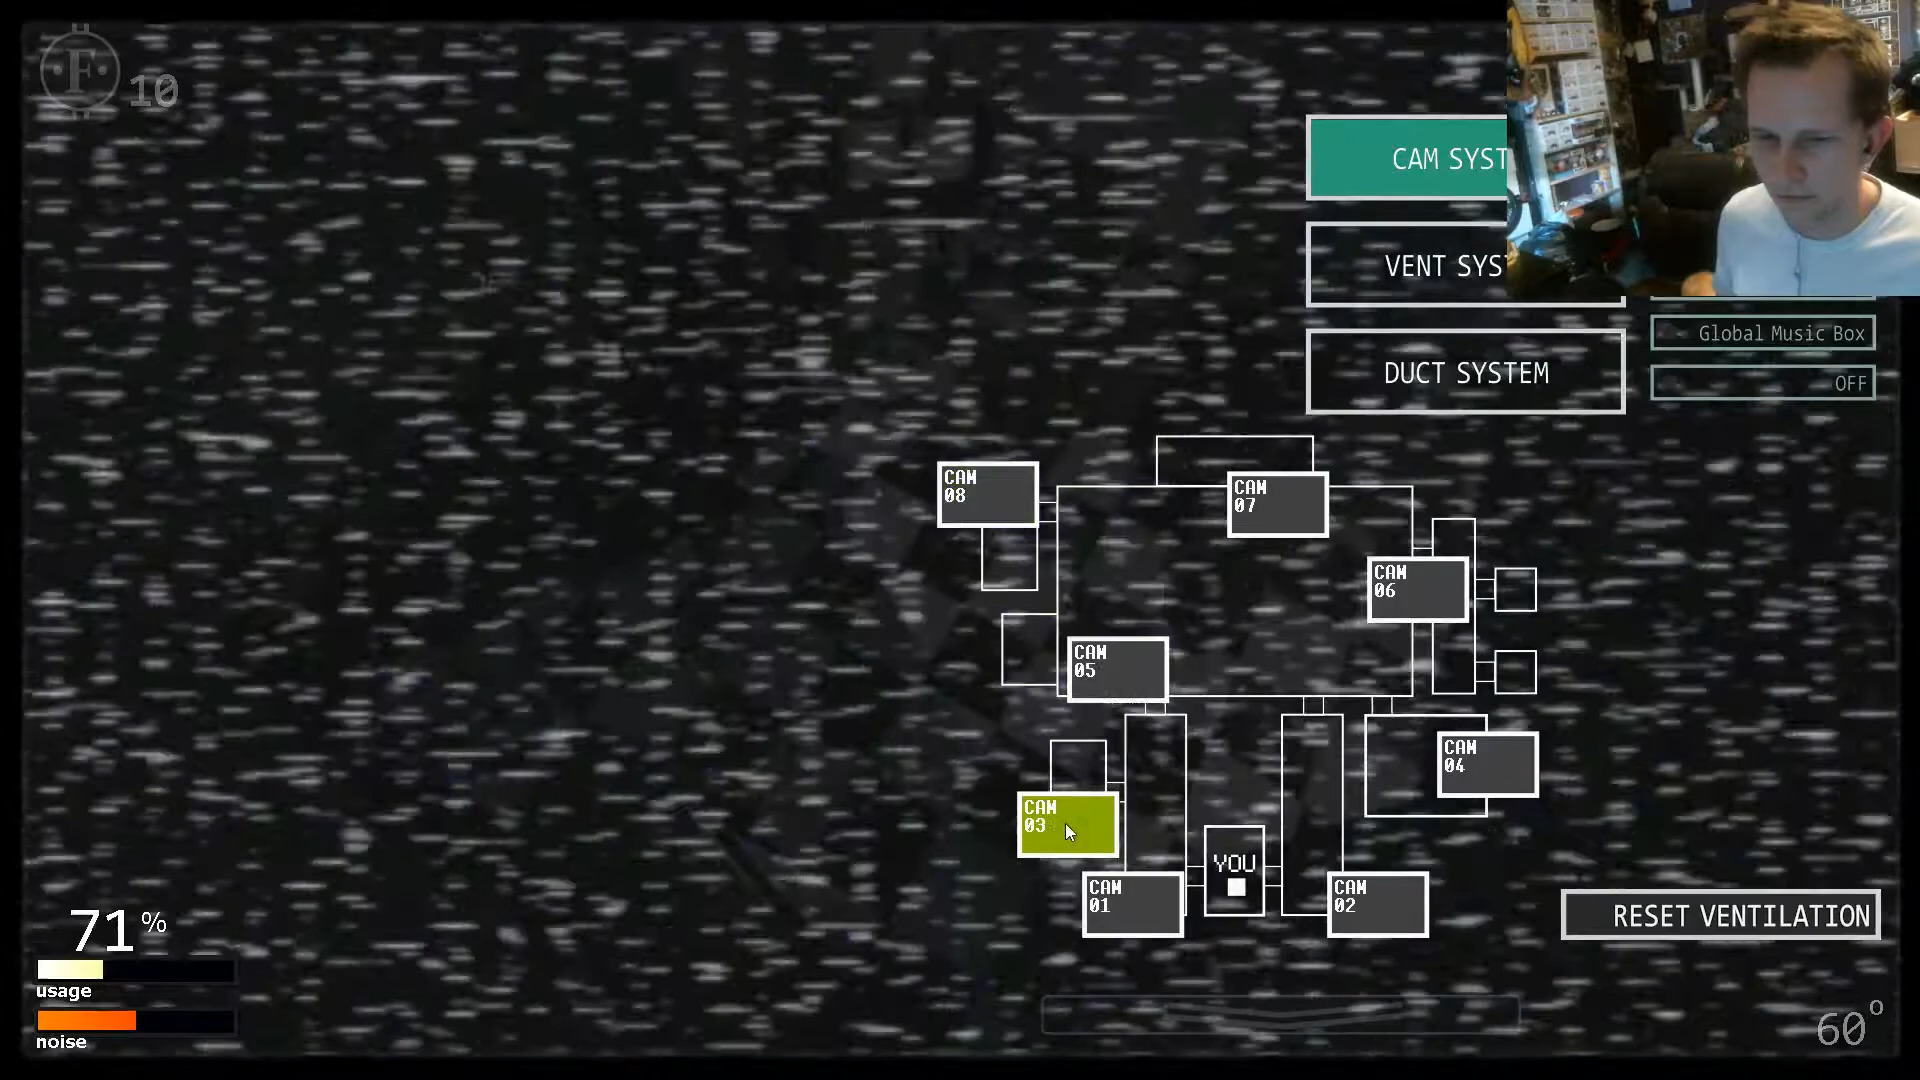 F 10
CAM SYST
VENT SYS
DUCT SYSTEM
Global Music Box
OFF
CAM
08
CAM
07
CAM
06
CAM
05
CAM
04
CAM
03
YOU
CAM
01
CAM
02
RESET VENTILATION
71%
usage
noise
60°